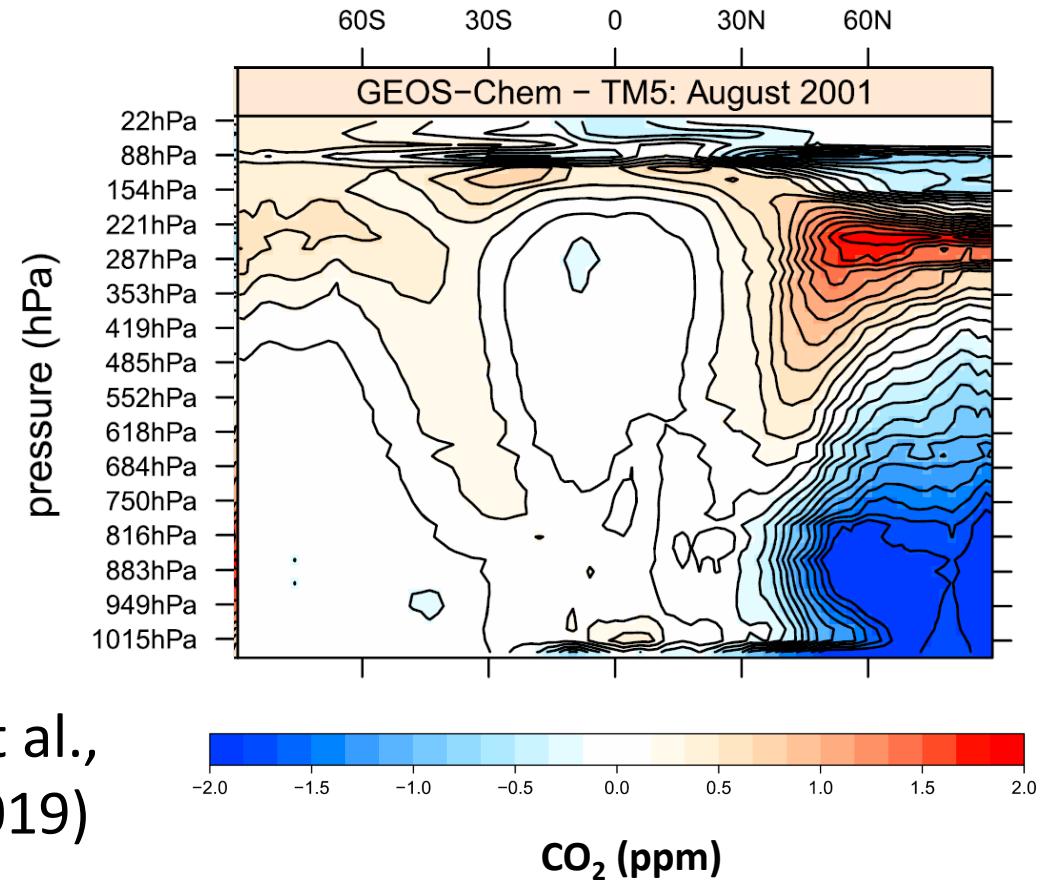 60S 30S 0 30N 60N
GEOS−Chem − TM5: August 2001
pressure (hPa)
22hPa
88hPa
154hPa
221hPa
287hPa
353hPa
419hPa
485hPa
552hPa
618hPa
684hPa
750hPa
816hPa
883hPa
949hPa
1015hPa
t al.,
019)
−2.0 −1.5 −1.0 −0.5 0.0 0.5 1.0 1.5 2.0
CO₂ (ppm)